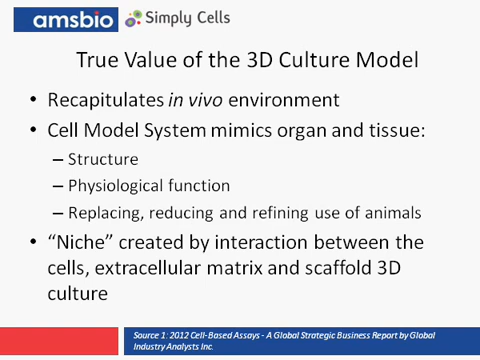 amsbio Simply Cells
True Value of the 3D Culture Model
• Recapitulates in vivo environment
• Cell Model System mimics organ and tissue:
– Structure
– Physiological function
– Replacing, reducing and refining use of animals
• “Niche” created by interaction between the
cells, extracellular matrix and scaffold 3D
culture
Source 1: 2012 Cell-Based Assays - A Global Strategic Business Report by Global
Industry Analysts Inc.